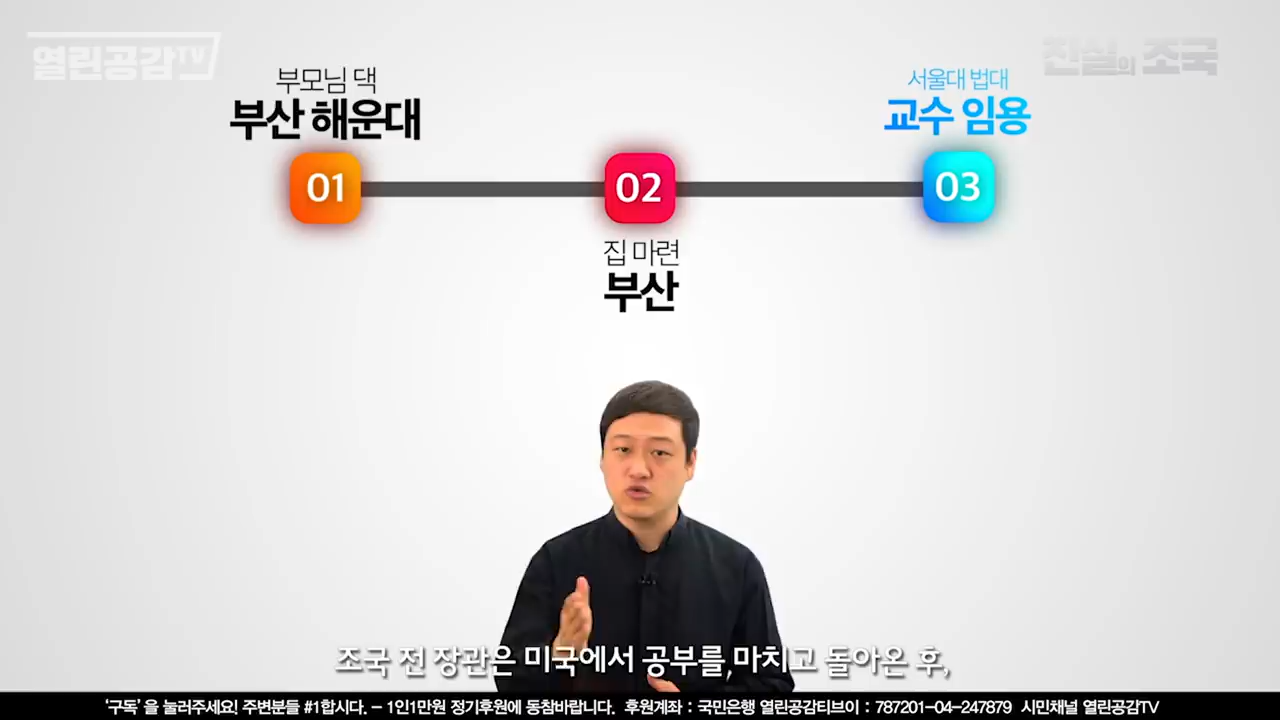 열린공감TV
진실의 조국
부모님 댁
부산 해운대
서울대 법대
교수 임용
01
02
03
집 마련
부산
조국 전 장관은 미국에서 공부를 마치고 돌아온 후,
‘구독’을 눌러주세요! 주변분들 #1합시다. – 1인1만원 정기후원에 동참바랍니다. 후원계좌 : 국민은행 열린공감티브이 : 787201-04-247879 시민채널 열린공감TV